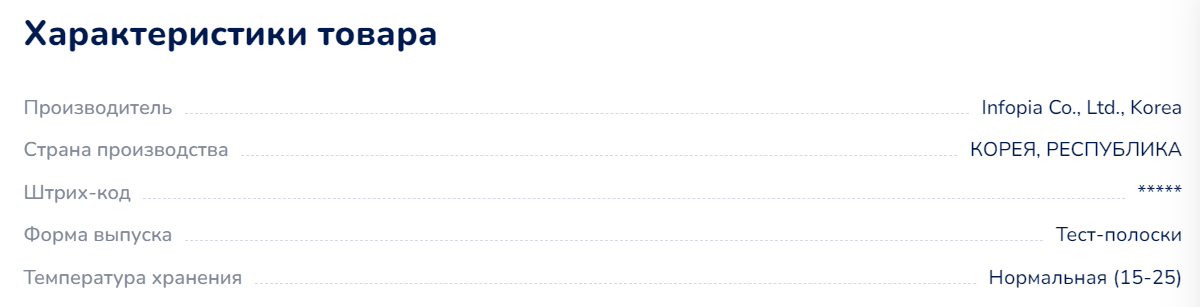 Характеристики товара
Производитель Infopia Co., Ltd., Korea
Страна производства КОРЕЯ, РЕСПУБЛИКА
Штрих-код *****
Форма выпуска Тест-полоски
Температура хранения Нормальная (15-25)